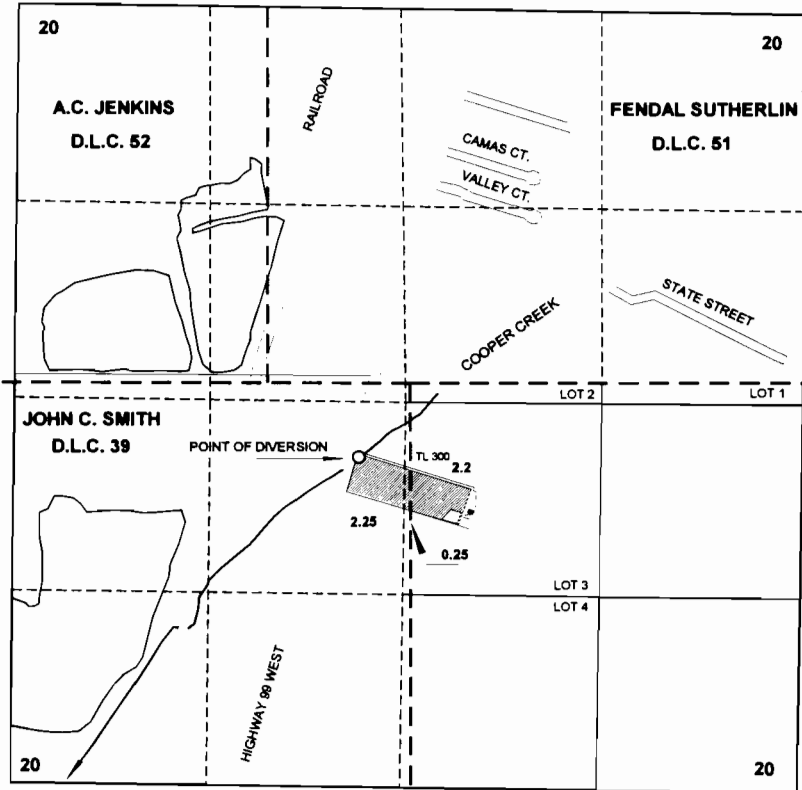 20
20
A.C. JENKINS
D.L.C. 52
RAILROAD
FENDAL SUTHERLIN
D.L.C. 51
CAMAS CT.
VALLEY CT.
STATE STREET
COOPER CREEK
LOT 2
LOT 1
JOHN C. SMITH
D.L.C. 39
POINT OF DIVERSION
TL 300
2.2
2.25
0.25
LOT 3
LOT 4
HIGHWAY 99 WEST
20
20